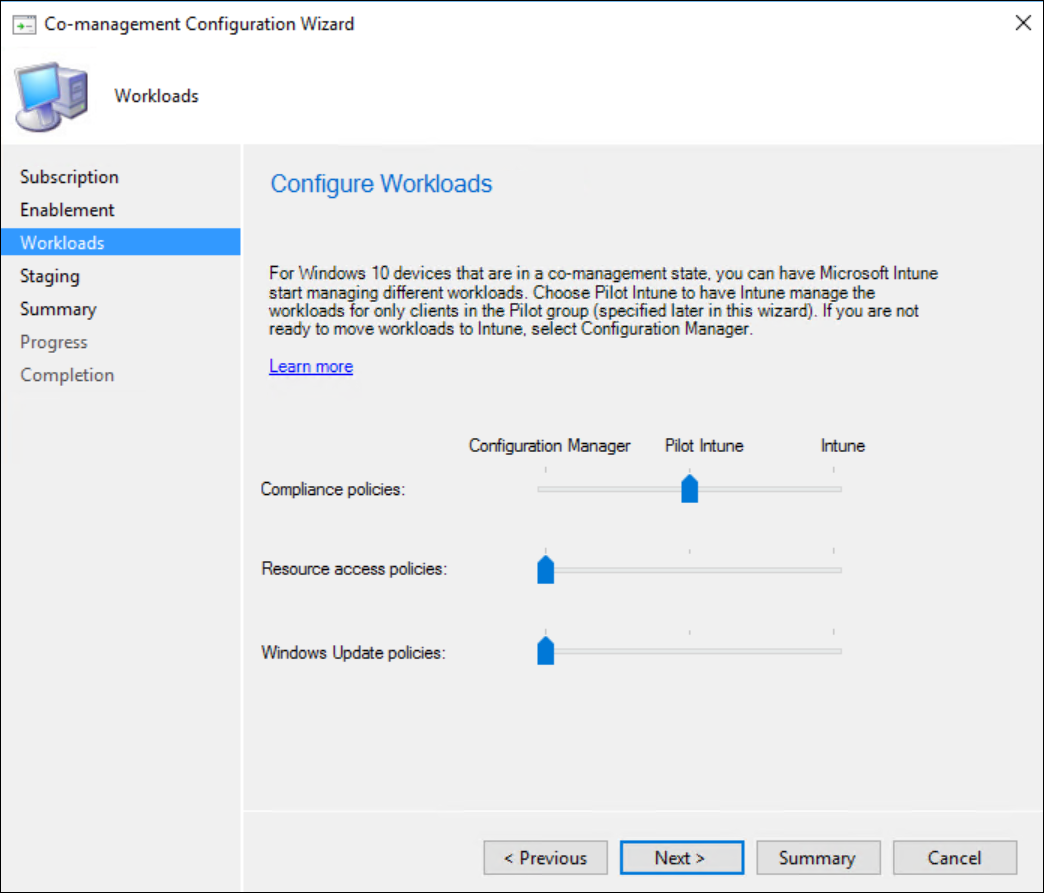 Co-management Configuration Wizard
Workloads
Subscription
Enablement
Workloads
Staging
Summary
Progress
Completion
Configure Workloads
For Windows 10 devices that are in a co-management state, you can have Microsoft Intune
start managing different workloads. Choose Pilot Intune to have Intune manage the
workloads for only clients in the Pilot group (specified later in this wizard). If you are not
ready to move workloads to Intune, select Configuration Manager.
Learn more
Configuration Manager Pilot Intune Intune
Compliance policies:
Resource access policies:
Windows Update policies:
< Previous Next > Summary Cancel